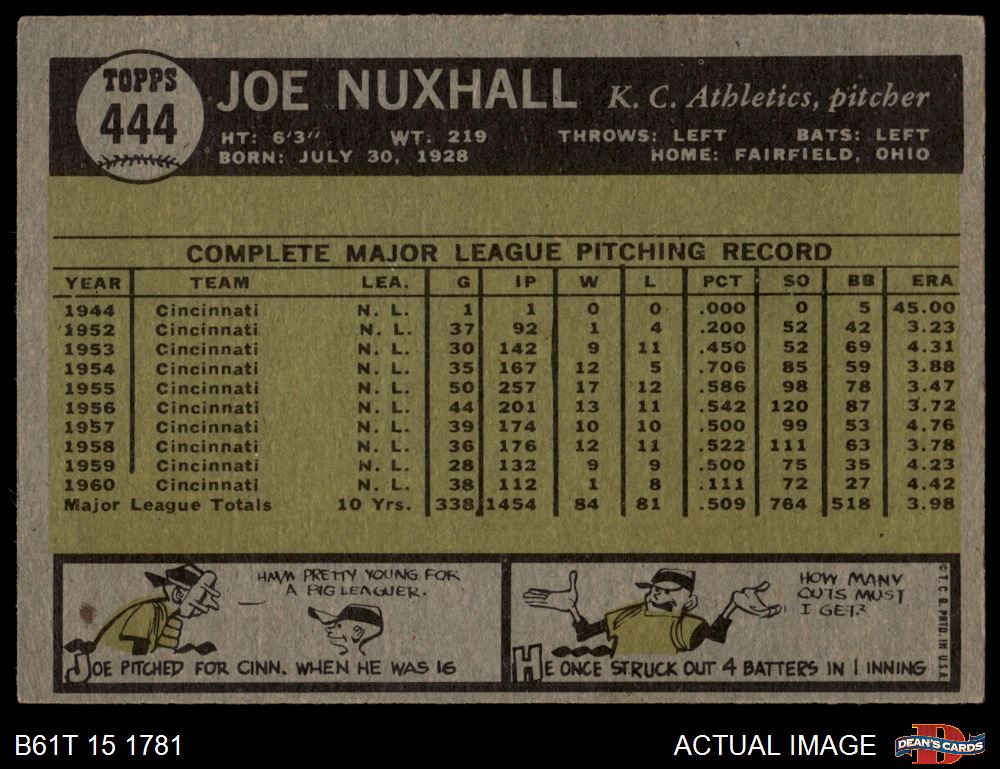 TOPPS
444
JOE NUXHALL K. C. Athletics, pitcher
HT: 6'3" WT: 219 THROWS: LEFT BATS: LEFT
BORN: JULY 30, 1928 HOME: FAIRFIELD, OHIO
COMPLETE MAJOR LEAGUE PITCHING RECORD
YEAR TEAM LEA. G IP W L PCT SO BB ERA
1944 Cincinnati N. L. 1 1 0 0 .000 0 5 45.00
1952 Cincinnati N. L. 37 92 1 4 .200 52 42 3.23
1953 Cincinnati N. L. 30 142 9 11 .450 52 69 4.31
1954 Cincinnati N. L. 35 167 12 5 .706 85 59 3.88
1955 Cincinnati N. L. 50 257 17 12 .586 98 78 3.47
1956 Cincinnati N. L. 44 201 13 11 .542 120 87 3.72
1957 Cincinnati N. L. 39 174 10 10 .500 99 53 4.76
1958 Cincinnati N. L. 36 176 12 11 .522 111 63 3.78
1959 Cincinnati N. L. 28 132 9 9 .500 75 35 4.23
1960 Cincinnati N. L. 38 112 1 8 .111 72 27 4.42
Major League Totals 10 Yrs. 338 1454 84 81 .509 764 518 3.98
HMM PRETTY YOUNG FOR
A BIG LEAGUER.
JOE PITCHED FOR CINN. WHEN HE WAS 16
HOW MANY
OUTS MUST
I GET?
HE ONCE STRUCK OUT 4 BATTERS IN 1 INNING
© T. C. G. PRTD. IN U.S.A.
B61T 15 1781
ACTUAL IMAGE
D
DEAN'S CARDS